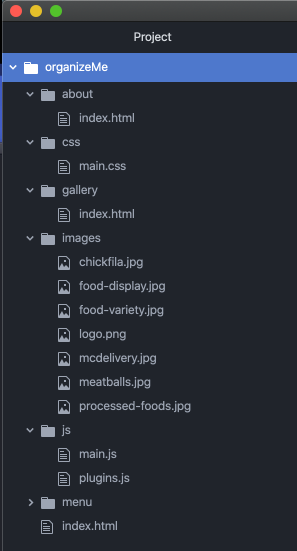 Project
organizeMe
about
index.html
css
main.css
gallery
index.html
images
chickfila.jpg
food-display.jpg
food-variety.jpg
logo.png
mcdelivery.jpg
meatballs.jpg
processed-foods.jpg
js
main.js
plugins.js
menu
index.html